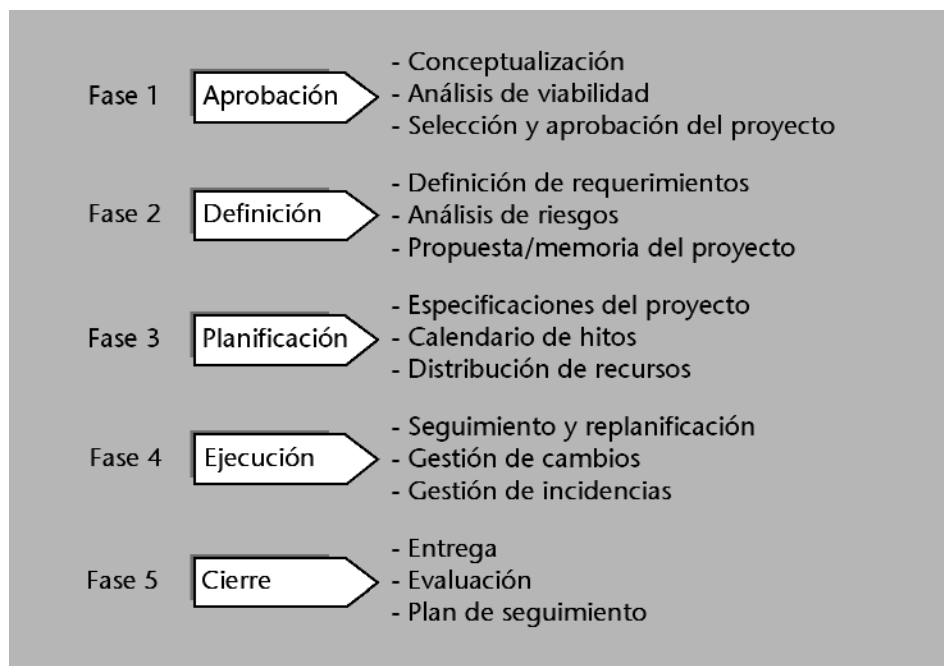 - Conceptualización
Fase 1 Aprobación - Análisis de viabilidad
- Selección y aprobación del proyecto
- Definición de requerimientos
Fase 2 Definición - Análisis de riesgos
- Propuesta/memoria del proyecto
- Especificaciones del proyecto
Fase 3 Planificación - Calendario de hitos
- Distribución de recursos
- Seguimiento y replanificación
Fase 4 Ejecución - Gestión de cambios
- Gestión de incidencias
- Entrega
Fase 5 Cierre - Evaluación
- Plan de seguimiento